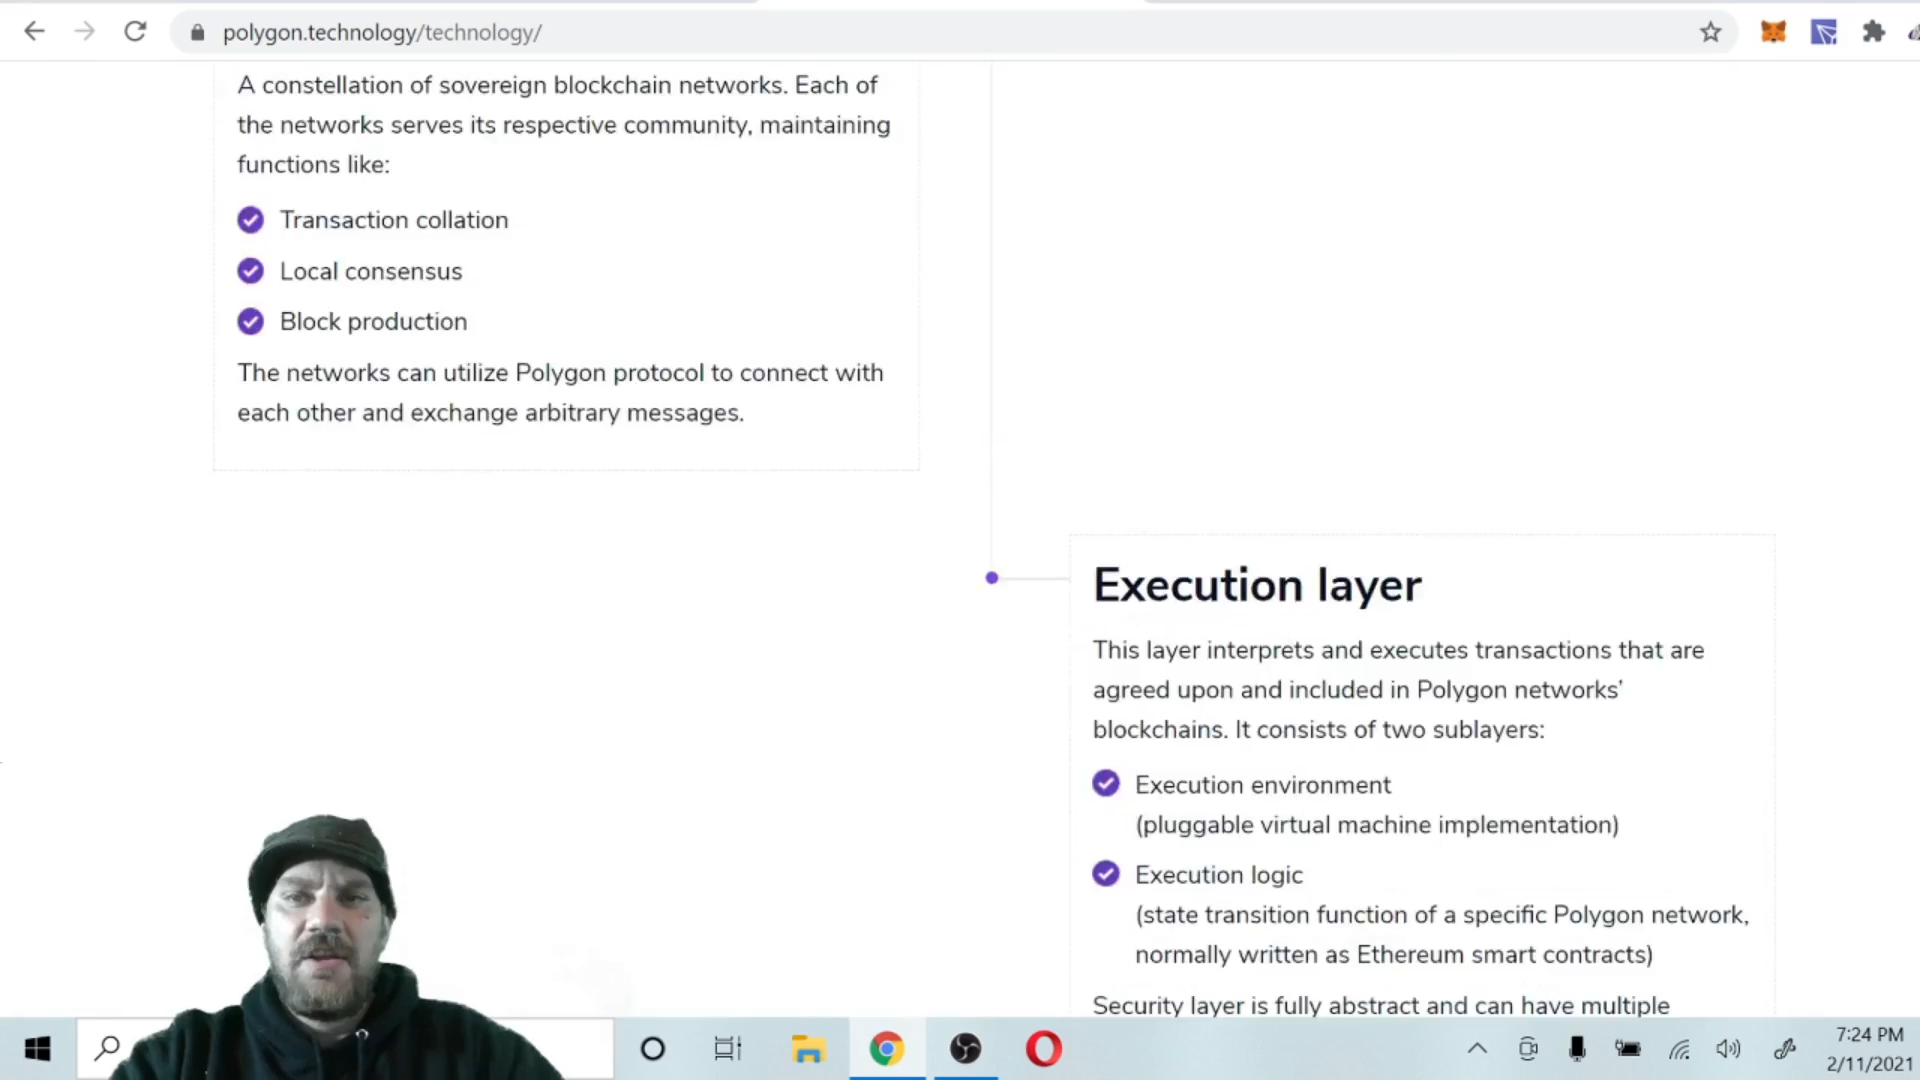 polygon.technology/technology/
A constellation of sovereign blockchain networks. Each of
the networks serves its respective community, maintaining
functions like:
Transaction collation
Local consensus
Block production
The networks can utilize Polygon protocol to connect with
each other and exchange arbitrary messages.
Execution layer
This layer interprets and executes transactions that are
agreed upon and included in Polygon networks’
blockchains. It consists of two sublayers:
Execution environment
(pluggable virtual machine implementation)
Execution logic
(state transition function of a specific Polygon network,
normally written as Ethereum smart contracts)
Security layer is fully abstract and can have multiple
7:24 PM
2/11/2021